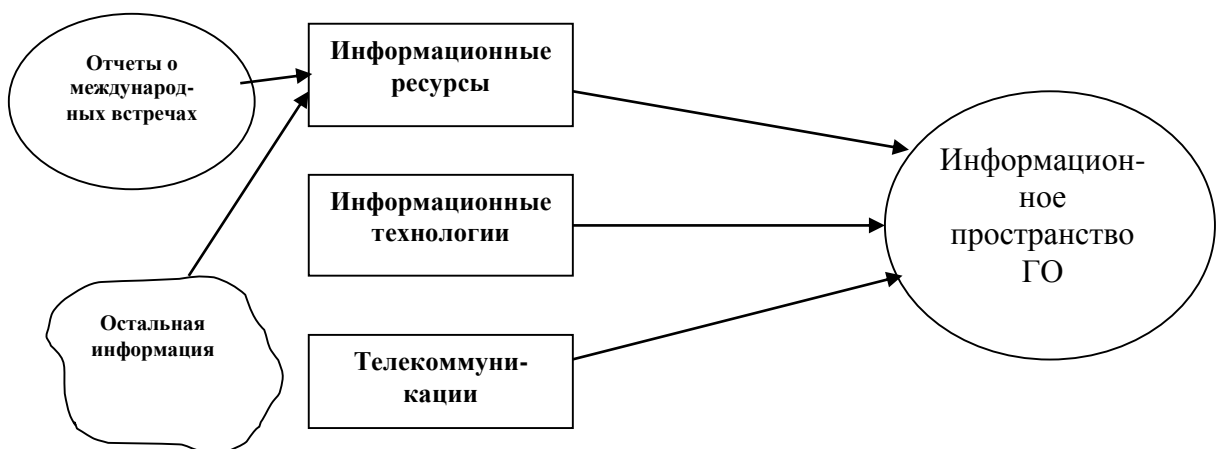 Отчеты о
международ-
ных встречах
Информационные
ресурсы
Информационные
технологии
Информацион-
ное
пространство
ГО
Остальная
информация
Телекоммуни-
кации